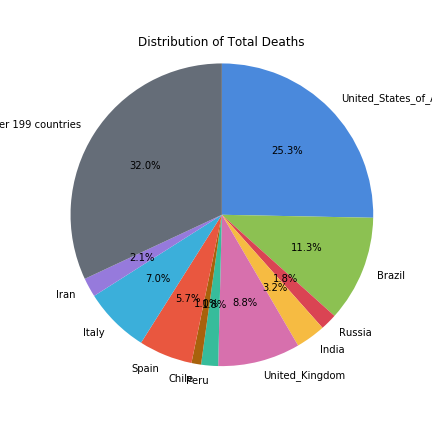 Distribution of Total Deaths
United_States_of_
er 199 countries
25.3%
32.0%
11.3%
2.1%
7.0%
1.8%
3.2%
5.7%
8.8%
Brazil
Iran
Italy
Russia
India
Spain
Chile
Peru
United_Kingdom